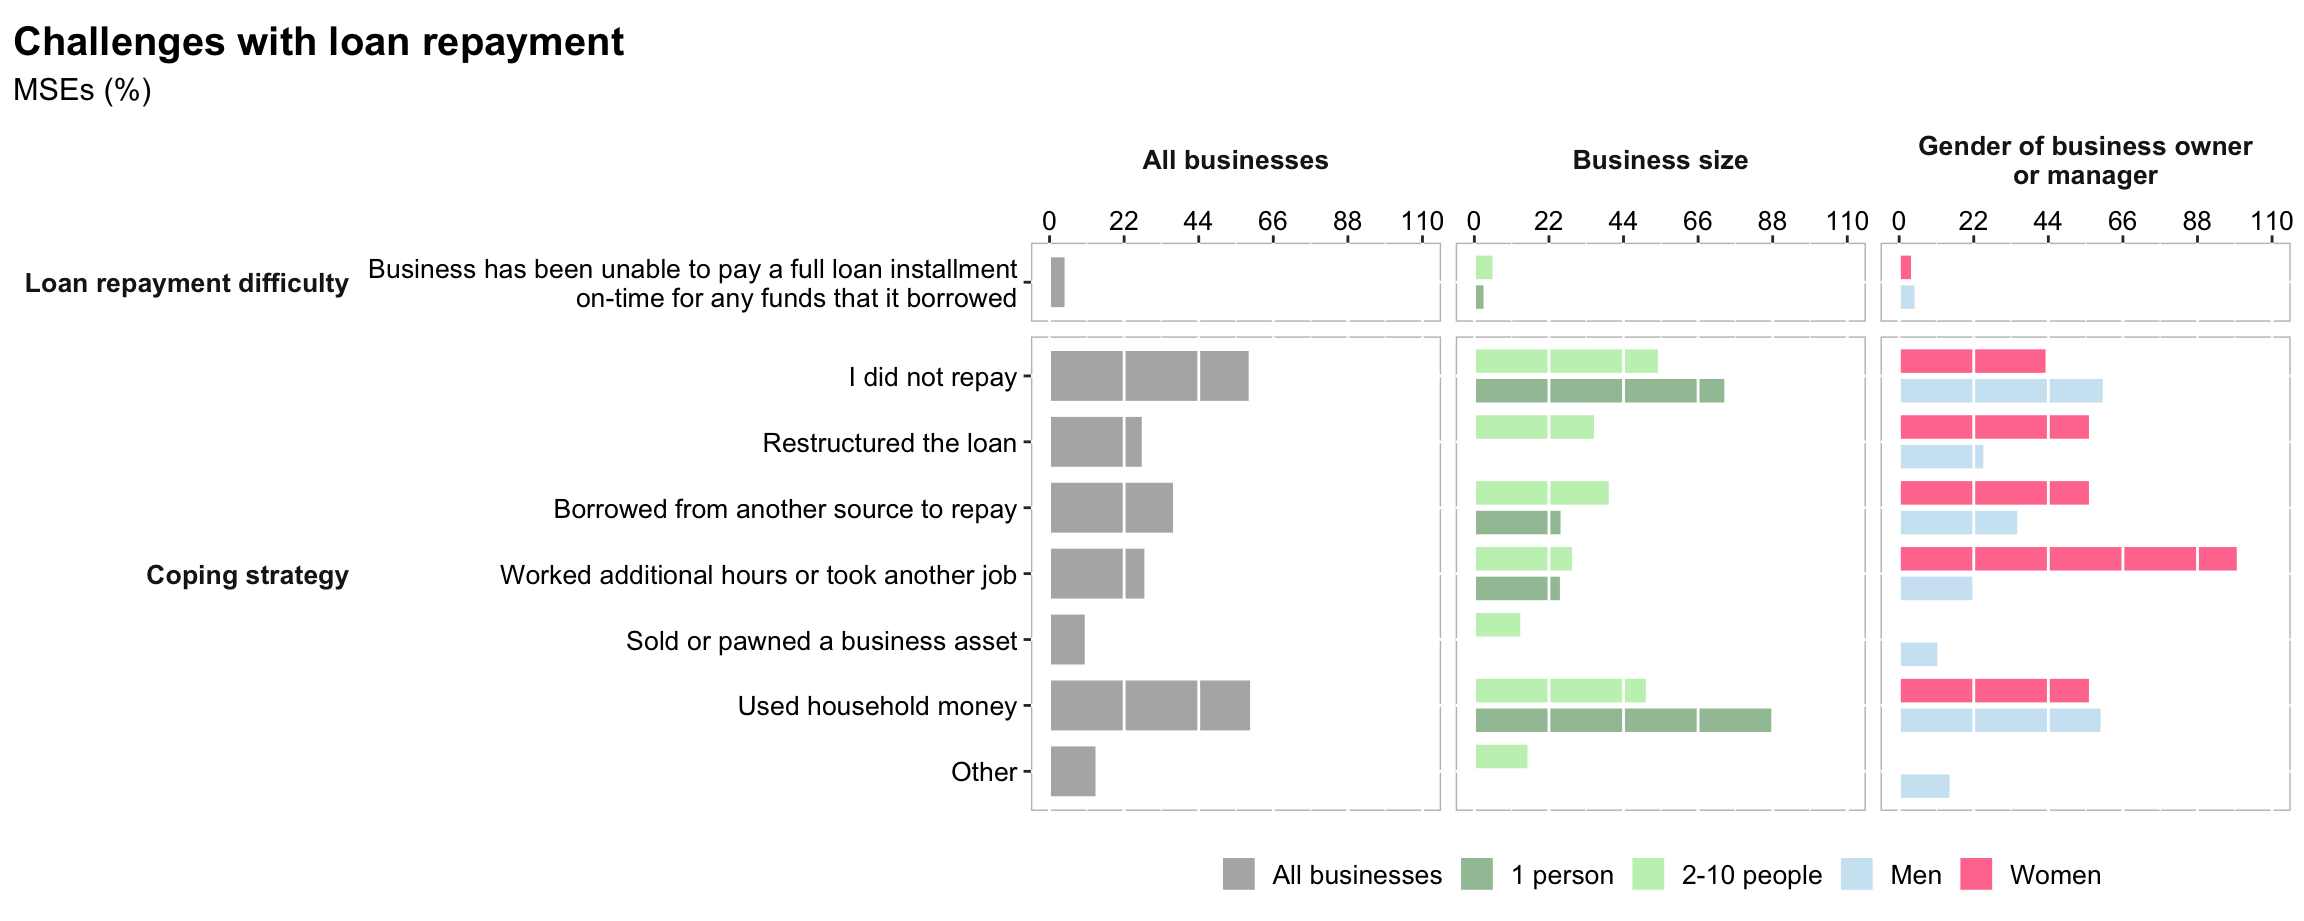 Challenges with loan repayment
MSEs (%)
All businesses
Business size
Gender of business owner
or manager
0 22 44 66 88 110
0 22 44 66 88 110
0 22 44 66 88 110
Loan repayment difficulty
Business has been unable to pay a full loan installment
on-time for any funds that it borrowed
Coping strategy
I did not repay
Restructured the loan
Borrowed from another source to repay
Worked additional hours or took another job
Sold or pawned a business asset
Used household money
Other
All businesses 1 person 2-10 people Men Women